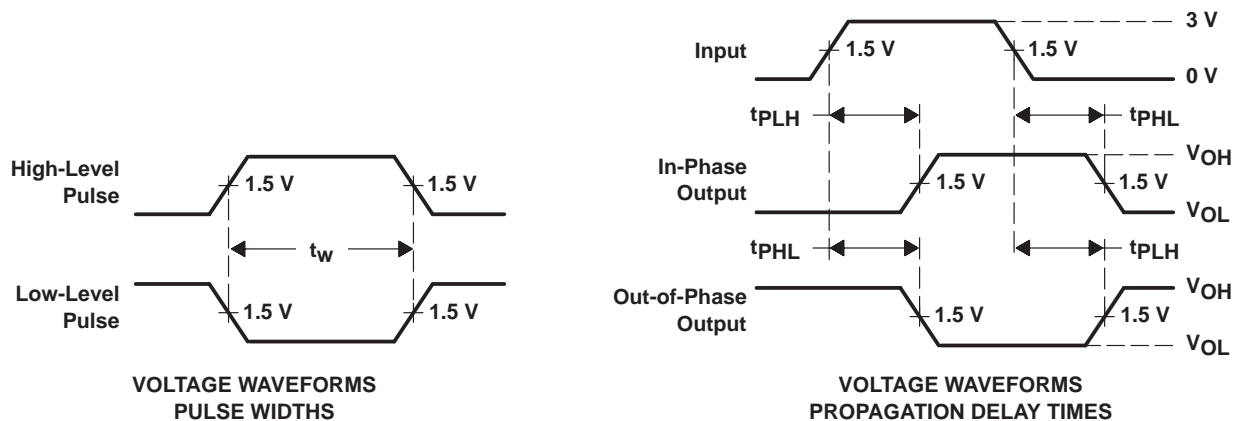 High-Level
Pulse
1.5 V
1.5 V
tw
Low-Level
Pulse
1.5 V
1.5 V
VOLTAGE WAVEFORMS
PULSE WIDTHS
Input
1.5 V
1.5 V
3 V
0 V
tPLH
tPHL
In-Phase
Output
1.5 V
1.5 V
VOH
VOL
tPHL
tPLH
Out-of-Phase
Output
1.5 V
1.5 V
VOH
VOL
VOLTAGE WAVEFORMS
PROPAGATION DELAY TIMES